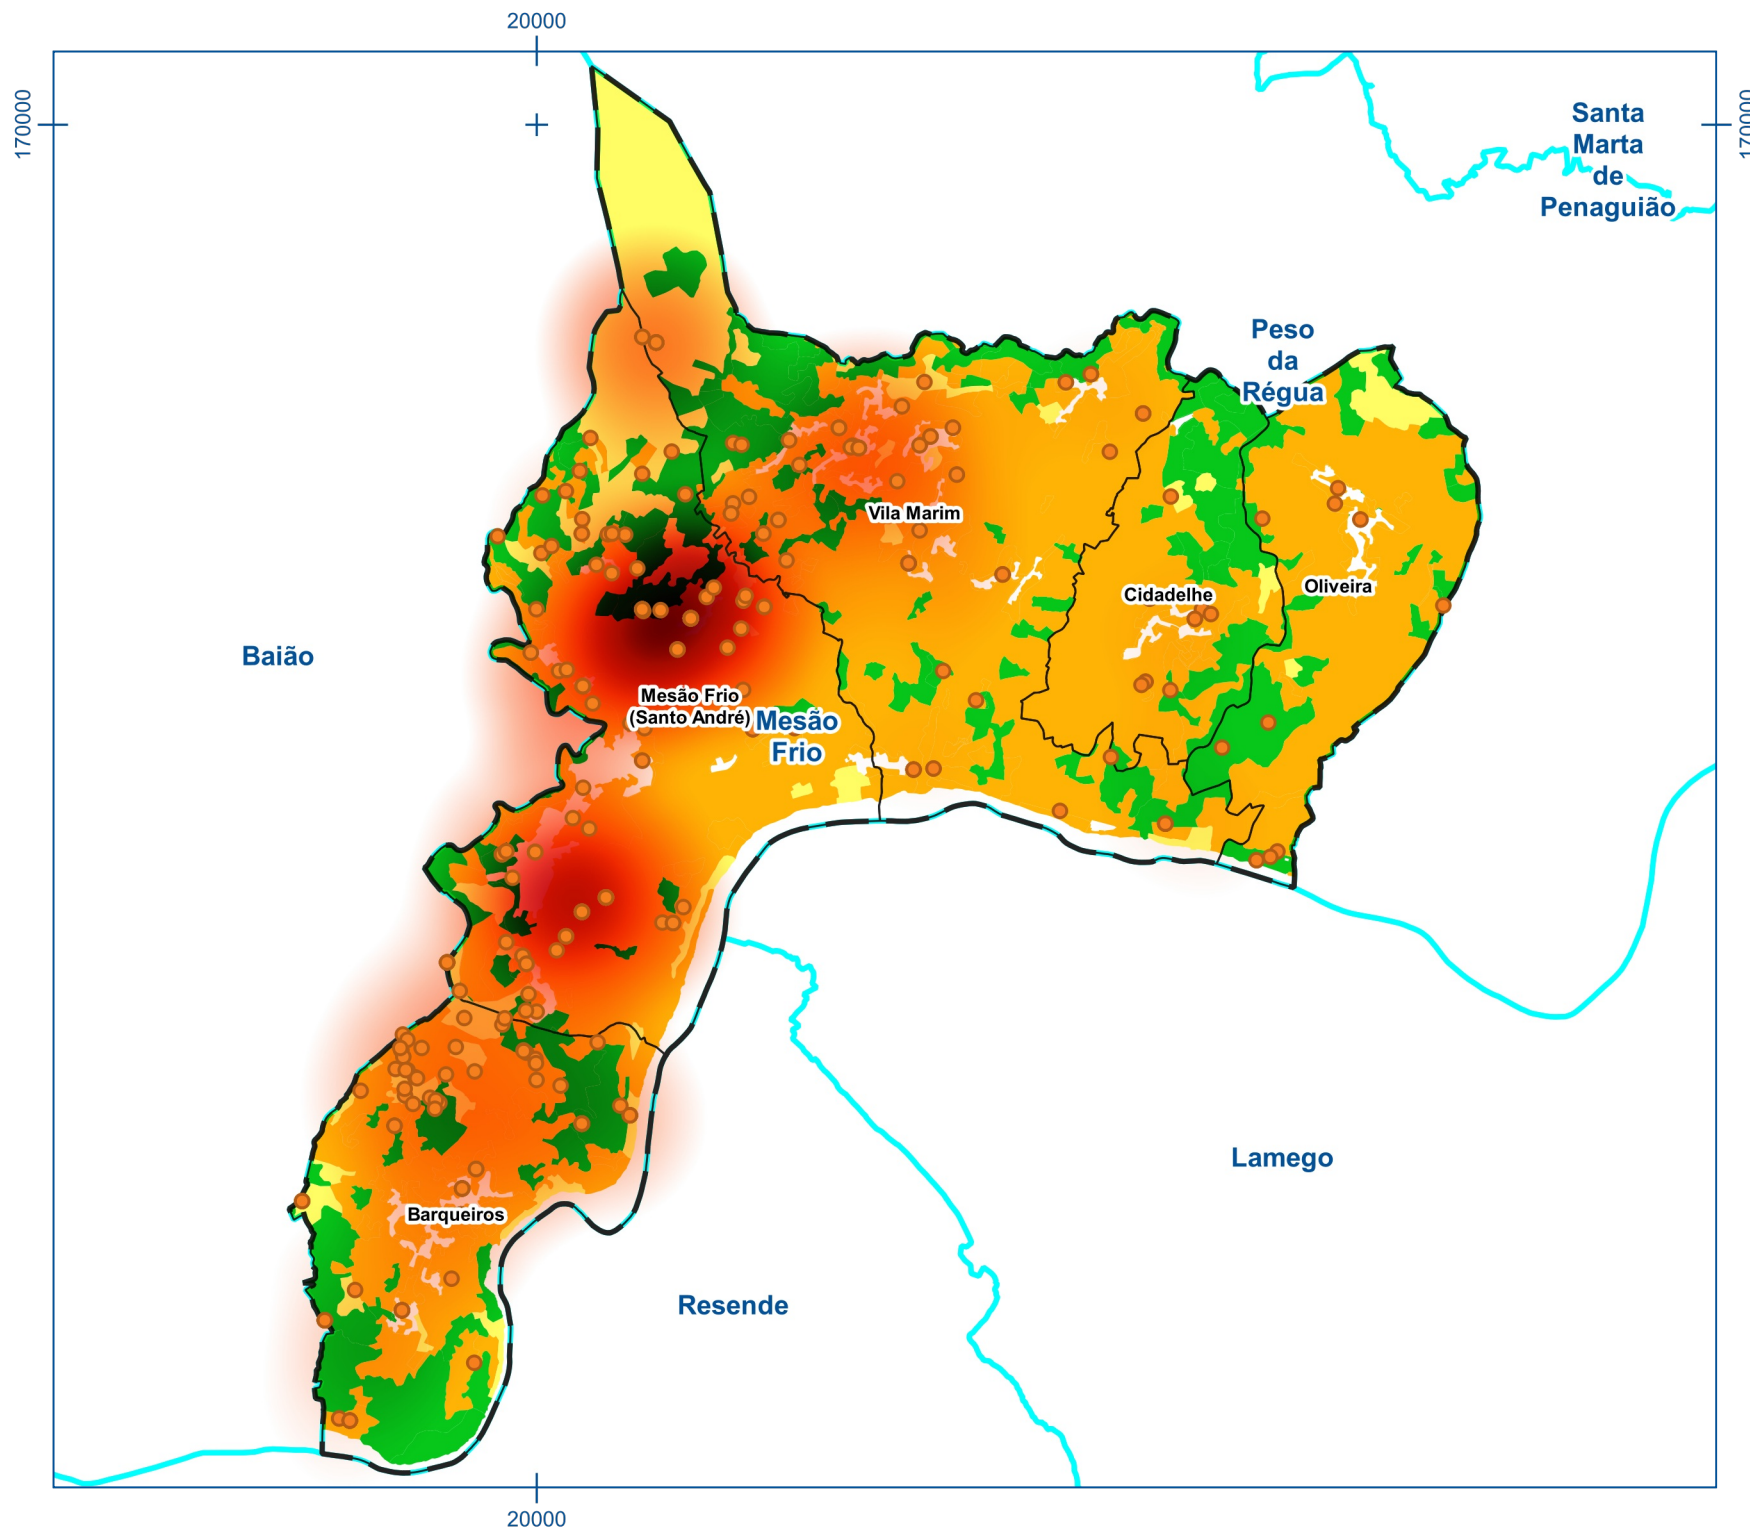 20000
170000
170000
Santa
Marta
de
Penaguião
Peso
da
Régua
Vila Marim
Cidadelhe
Oliveira
Baião
Mesão Frio
(Santo André)
Mesão
Frio
Lamego
Barqueiros
Resende
20000